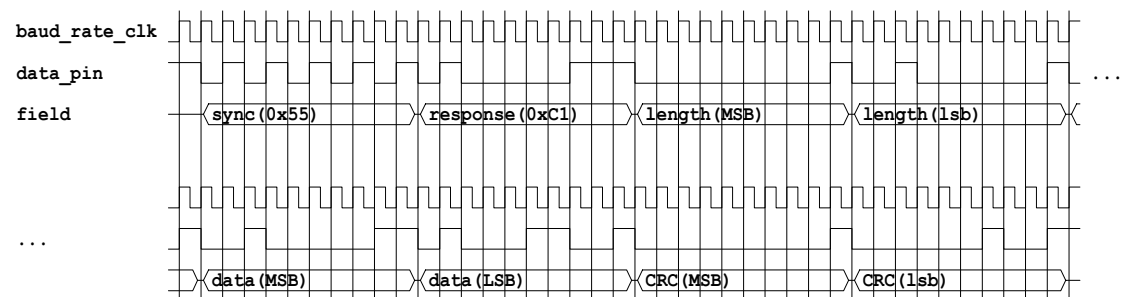 baud_rate_clk
data_pin ...
field sync(0x55) response(0xC1) length(MSB) length(lsb)
...
data(MSB) data(LSB) CRC(MSB) CRC(lsb)